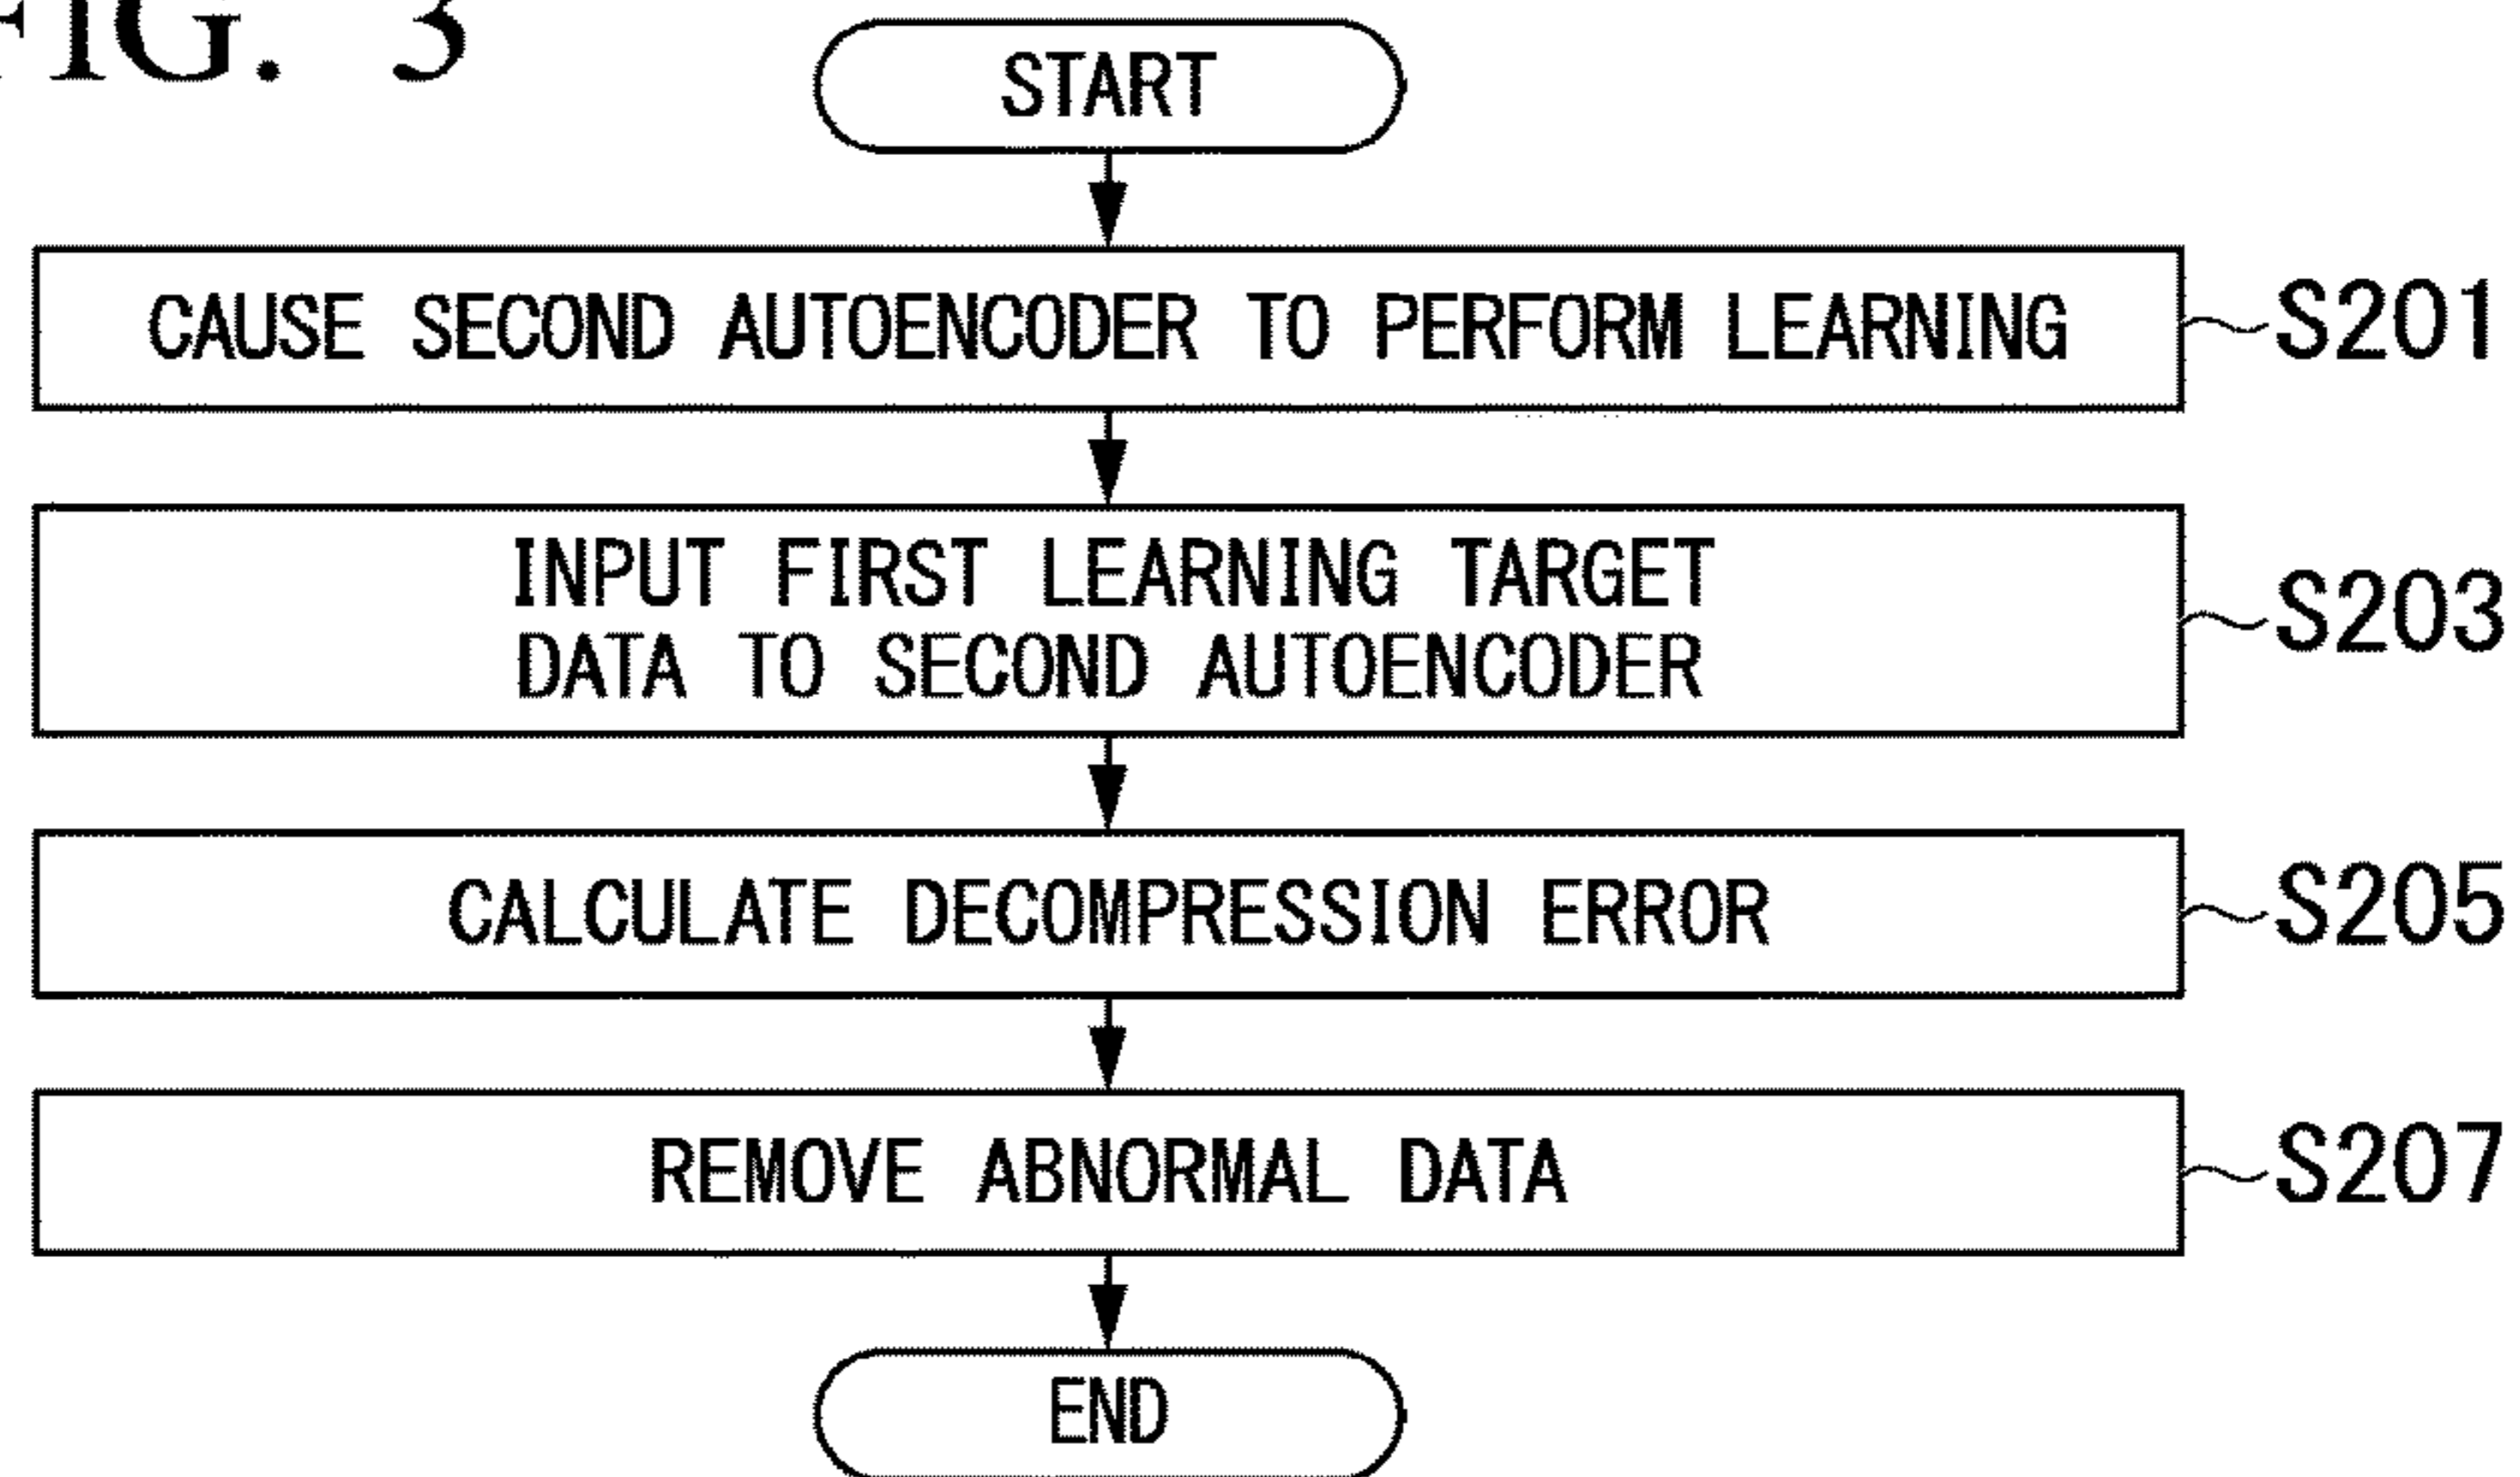 FIG. 3
START
CAUSE SECOND AUTOENCODER TO PERFORM LEARNING
S201
INPUT FIRST LEARNING TARGET
DATA TO SECOND AUTOENCODER
S203
CALCULATE DECOMPRESSION ERROR
S205
REMOVE ABNORMAL DATA
S207
END